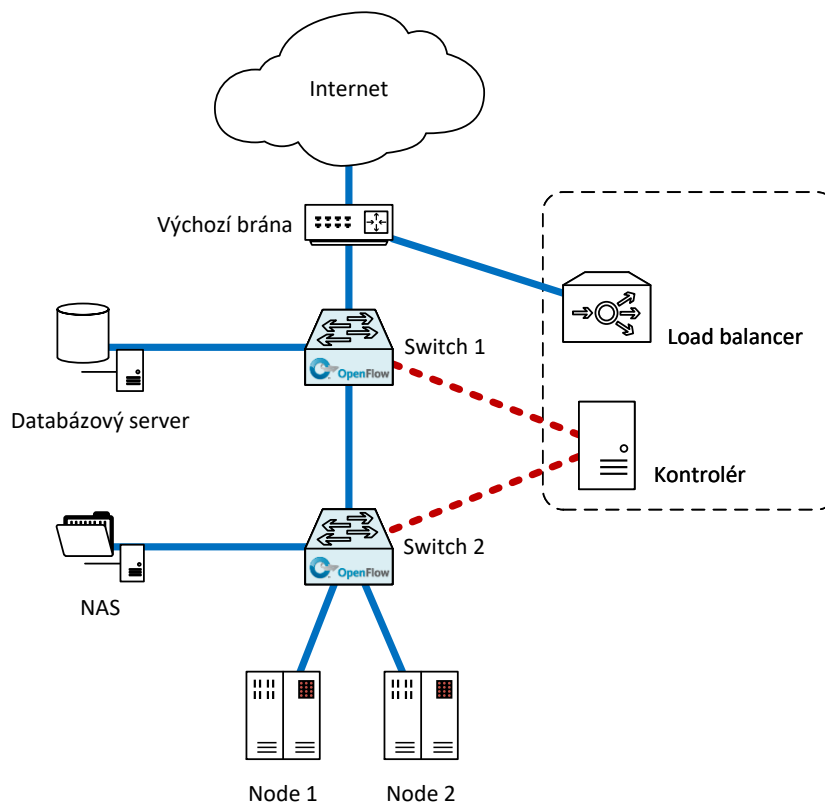 Internet
Výchozí brána
Load balancer
Switch 1
OpenFlow
Databázový server
Kontrolér
Switch 2
OpenFlow
NAS
Node 1
Node 2